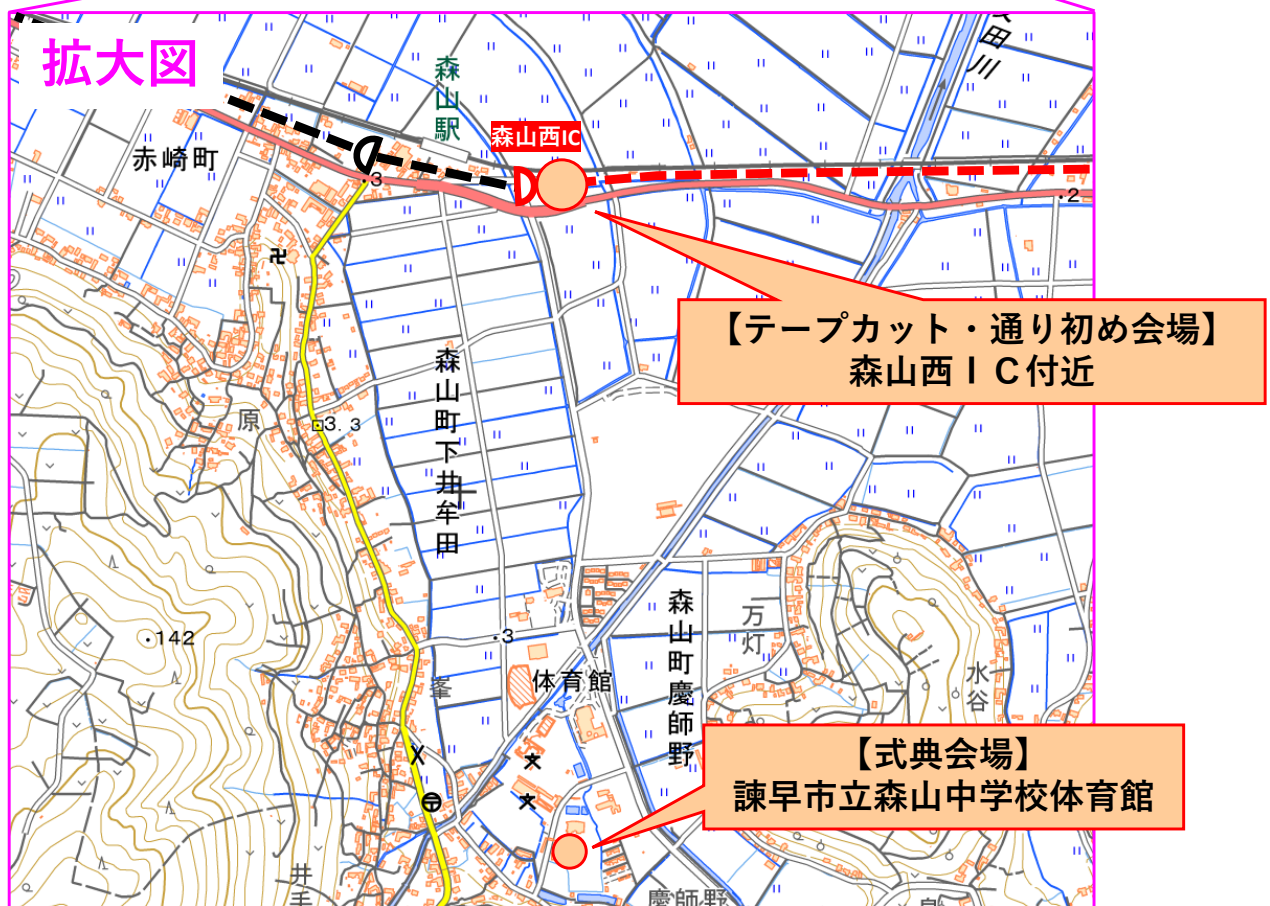 拡大図
田川
森山駅
森山西IC
赤崎町
3
2
【テープカット・通り初め会場】
森山西ＩＣ付近
森山町下井牟田
原
3.3
142
3
森山町慶師野
万灯
水谷
体育館
峯
【式典会場】
諫早市立森山中学校体育館
井手
慶師野